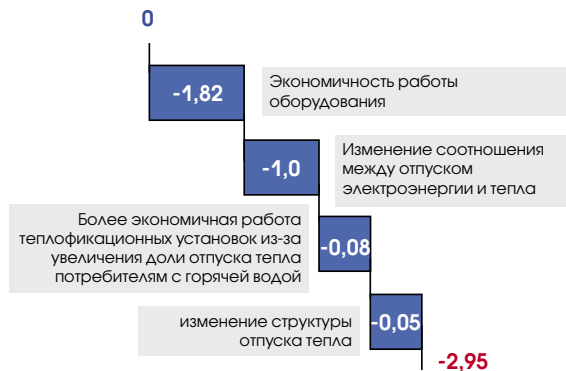 0
-1,82
Экономичность работы
оборудования
-1,0
Изменение соотношения
между отпуском
электроэнергии и тепла
Более экономичная работа
теплофикационных установок из-за
увеличения доли отпуска тепла
потребителям с горячей водой
-0,08
изменение структуры
отпуска тепла
-0,05
-2,95